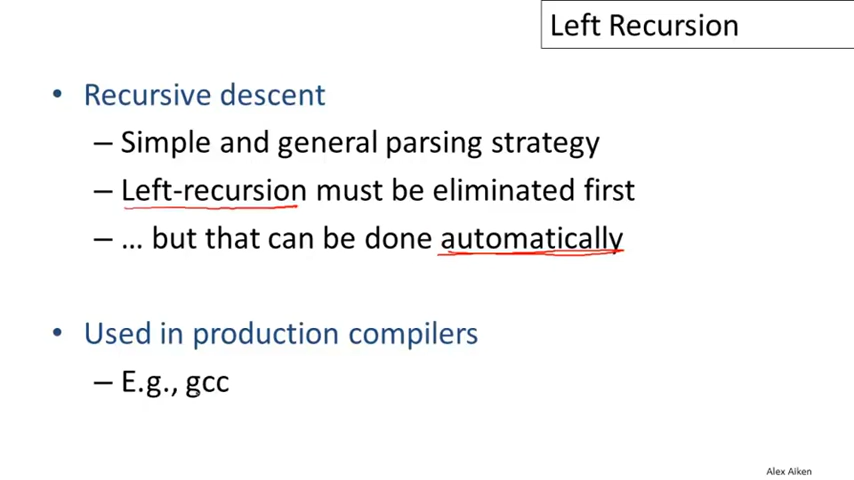 Left Recursion
• Recursive descent
– Simple and general parsing strategy
– Left-recursion must be eliminated first
– … but that can be done automatically
• Used in production compilers
– E.g., gcc
Alex Aiken